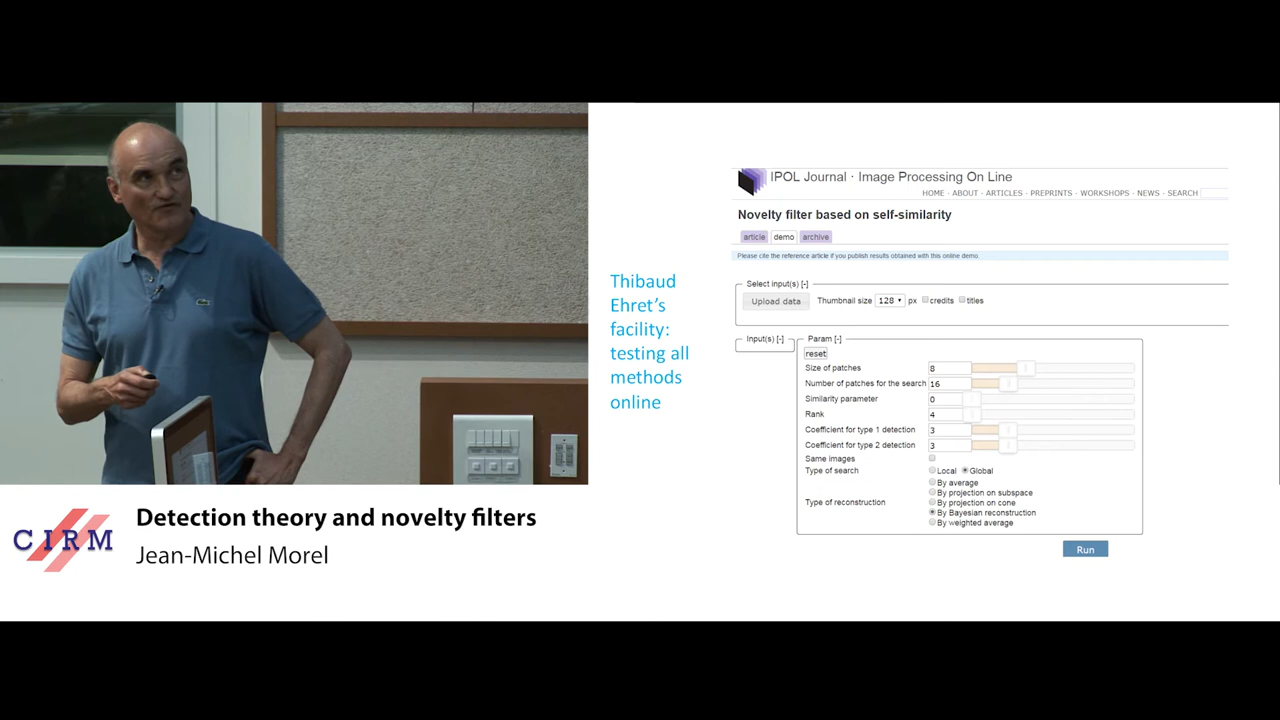 IPOL Journal · Image Processing On Line
HOME · ABOUT · ARTICLES · PREPRINTS · WORKSHOPS · NEWS · SEARCH
Novelty filter based on self-similarity
article demo archive
Please cite the reference article if you publish results obtained with this online demo.
Thibaud
Ehret's
facility:
testing all
methods
online
Select input(s) [-]
Upload data Thumbnail size 128 px credits titles
Input(s) [-]
Param [-]
reset
Size of patches 8
Number of patches for the search 16
Similarity parameter 0
Rank 4
Coefficient for type 1 detection 3
Coefficient for type 2 detection 3
Same images
Type of search Local Global
Type of reconstruction
By average
By projection on subspace
By projection on cone
By Bayesian reconstruction
By weighted average
Run
CIRM
Detection theory and novelty filters
Jean-Michel Morel